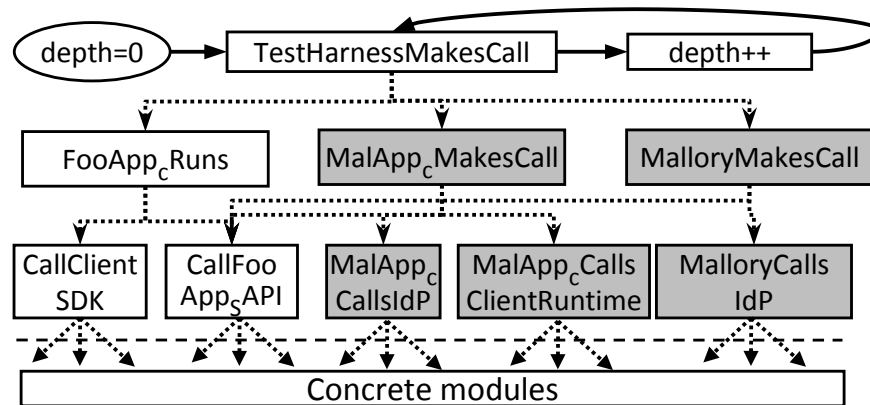 depth=0
TestHarnessMakesCall
depth++
FooApp_cRuns
MalApp_cMakesCall
MalloryMakesCall
CallClient
SDK
CallFoo
App_SAPI
MalApp_c
CallsIdP
MalApp_cCalls
ClientRuntime
MalloryCalls
IdP
Concrete modules